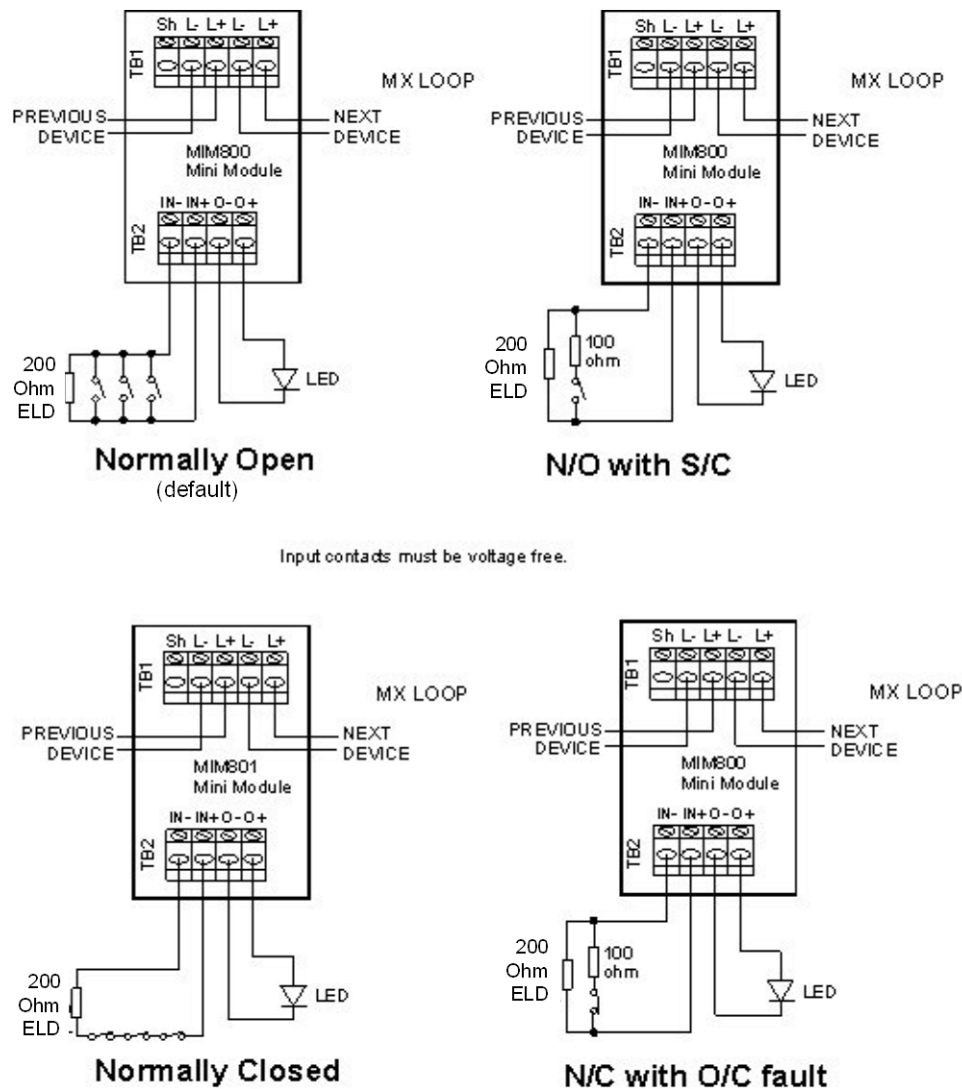 Sh L- L+ L- L+
TB1
MX LOOP
PREVIOUS
DEVICE
NEXT
DEVICE
MIM800
Mini Module
IN- IN+ O- O+
TB2
200
Ohm
ELD
LED
Normally Open
(default)
Sh L- L+ L- L+
TB1
MX LOOP
PREVIOUS
DEVICE
NEXT
DEVICE
MIM800
Mini Module
IN- IN+ O- O+
TB2
200
Ohm
ELD
100
ohm
LED
N/O with S/C
Input contacts must be voltage free.
Sh L- L+ L- L+
TB1
MX LOOP
PREVIOUS
DEVICE
NEXT
DEVICE
MIM801
Mini Module
IN- IN+ O- O+
TB2
200
Ohm
ELD
LED
Normally Closed
Sh L- L+ L- L+
TB1
MX LOOP
PREVIOUS
DEVICE
NEXT
DEVICE
MIM800
Mini Module
IN- IN+ O- O+
TB2
200
Ohm
ELD
100
ohm
LED
N/C with O/C fault